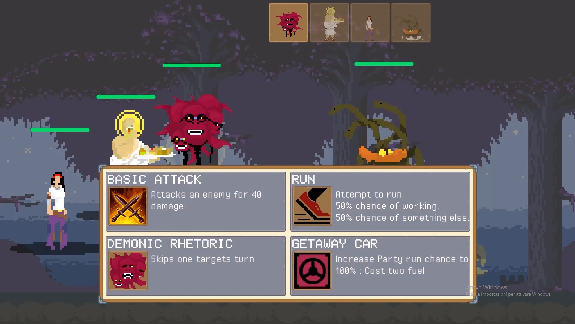 BASIC ATTACK
Attacks an enemy for 40
damage
RUN
Attempt to run
50% chance of working.
50% chance of something else.
DEMONIC RHETORIC
Skips one targets turn
GETAWAY CAR
Increase Party run chance to
100% : Cost two fuel